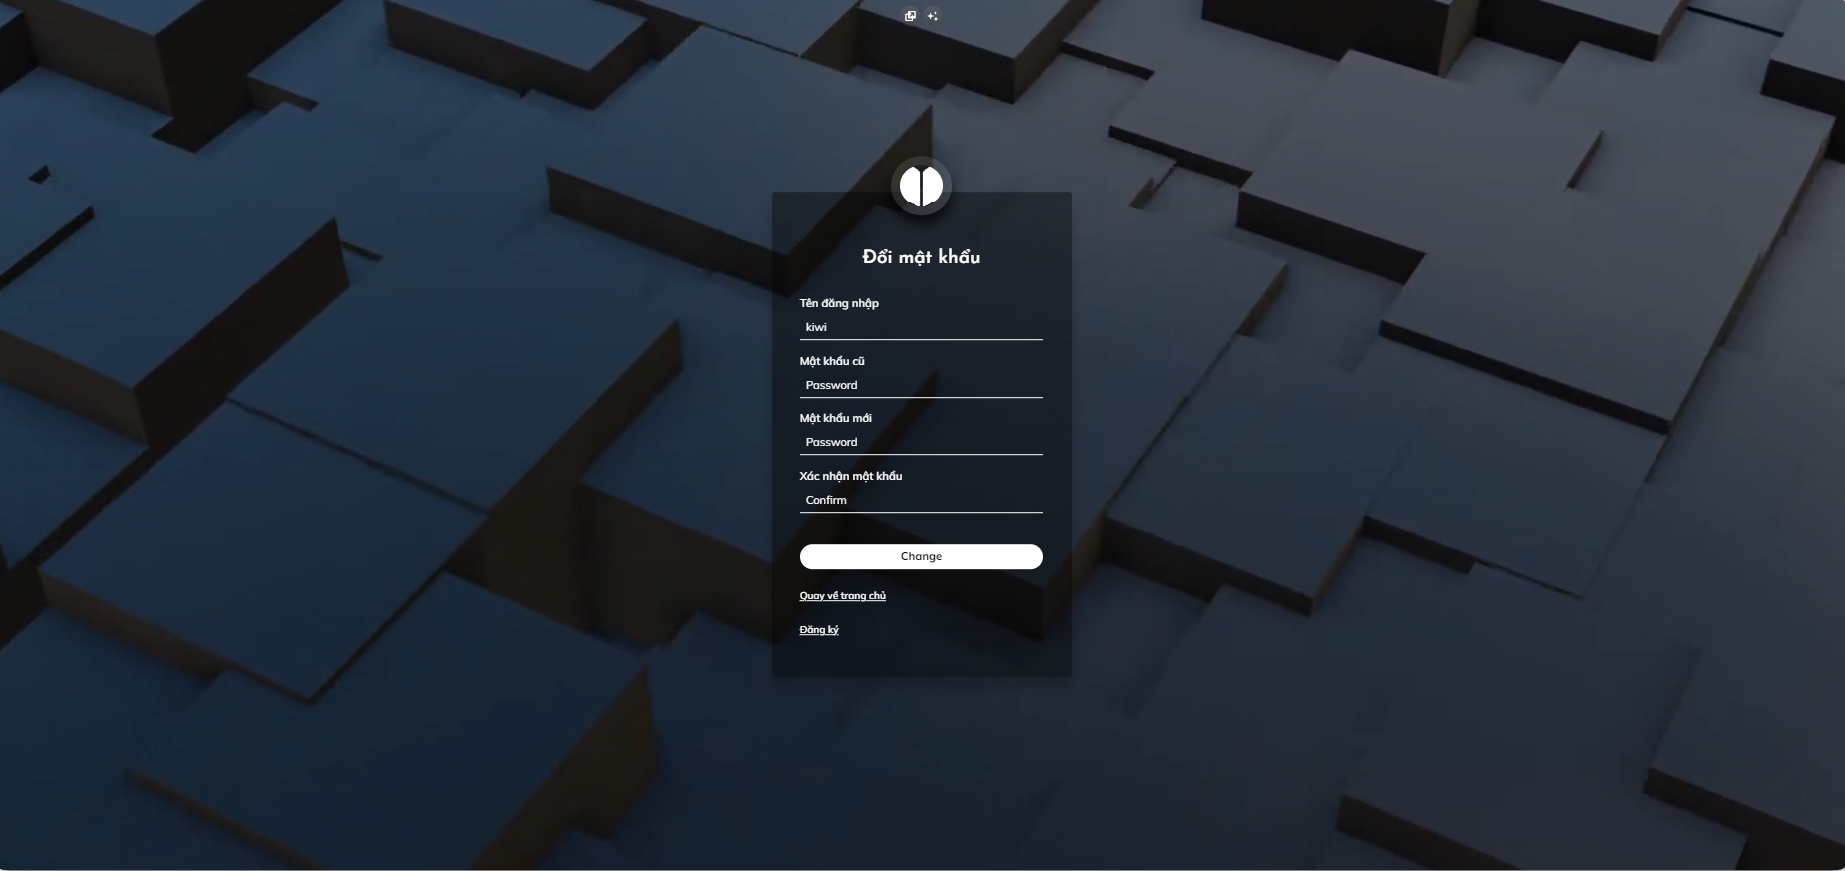 Đổi mật khẩu
Tên đăng nhập
kiwi
Mật khẩu cũ
Password
Mật khẩu mới
Password
Xác nhận mật khẩu
Confirm
Change
Quay về trang chủ
Đăng ký